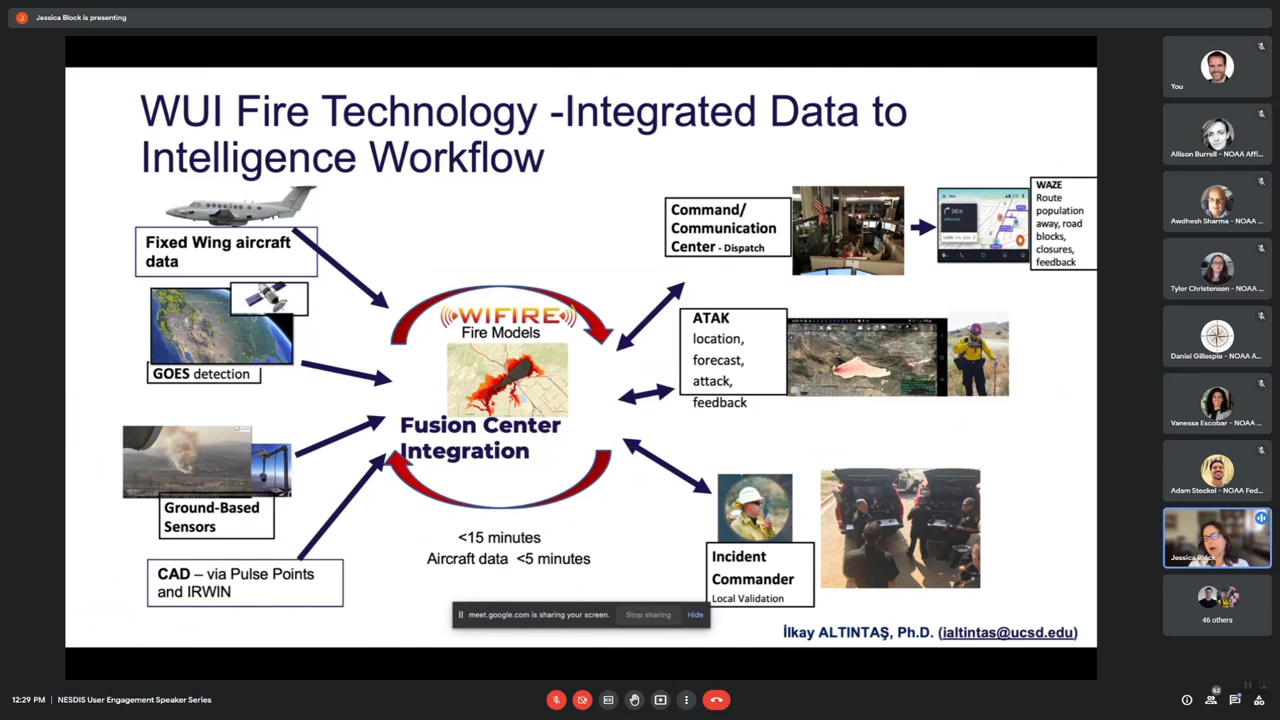 Jessica Block is presenting
WUI Fire Technology -Integrated Data to
Intelligence Workflow
Fixed Wing aircraft
data
GOES detection
Ground-Based
Sensors
CAD – via Pulse Points
and IRWIN
WIFIRE
Fire Models
Fusion Center
Integration
<15 minutes
Aircraft data <5 minutes
Command/
Communication
Center - Dispatch
WAZE
Route
population
away, road
blocks,
closures,
feedback
ATAK
location,
forecast,
attack,
feedback
Incident
Commander
Local Validation
meet.google.com is sharing your screen.
Stop sharing
Hide
İlkay ALTINTAŞ, Ph.D. (ialtintas@ucsd.edu)
You
Allison Burrell - NOAA Affi...
Awdhesh Sharma - NOAA ...
Tyler Christensen - NOAA ...
Daniel Gillospie - NOAA A...
Vanessa Escobar - NOAA ...
Adam Steckel - NOAA Fed...
Jessica Block
46 others
12:29 PM
NESDIS User Engagement Speaker Series